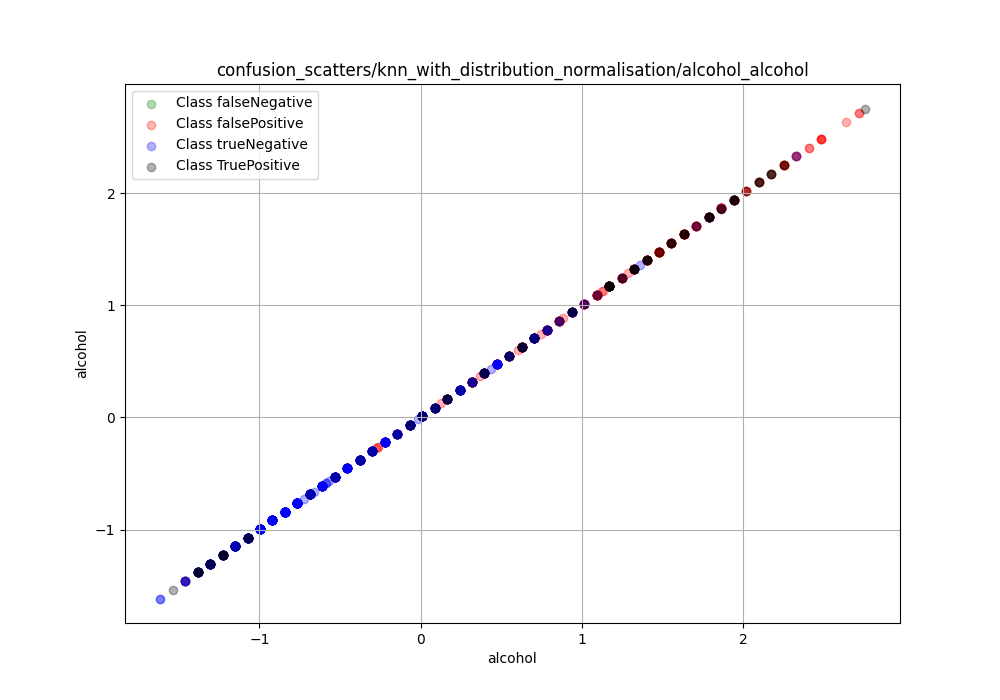 confusion_scatters/knn_with_distribution_normalisation/alcohol_alcohol
Class falseNegative
Class falsePositive
Class trueNegative
Class TruePositive
2
1
0
−1
alcohol
−1 0 1 2
alcohol